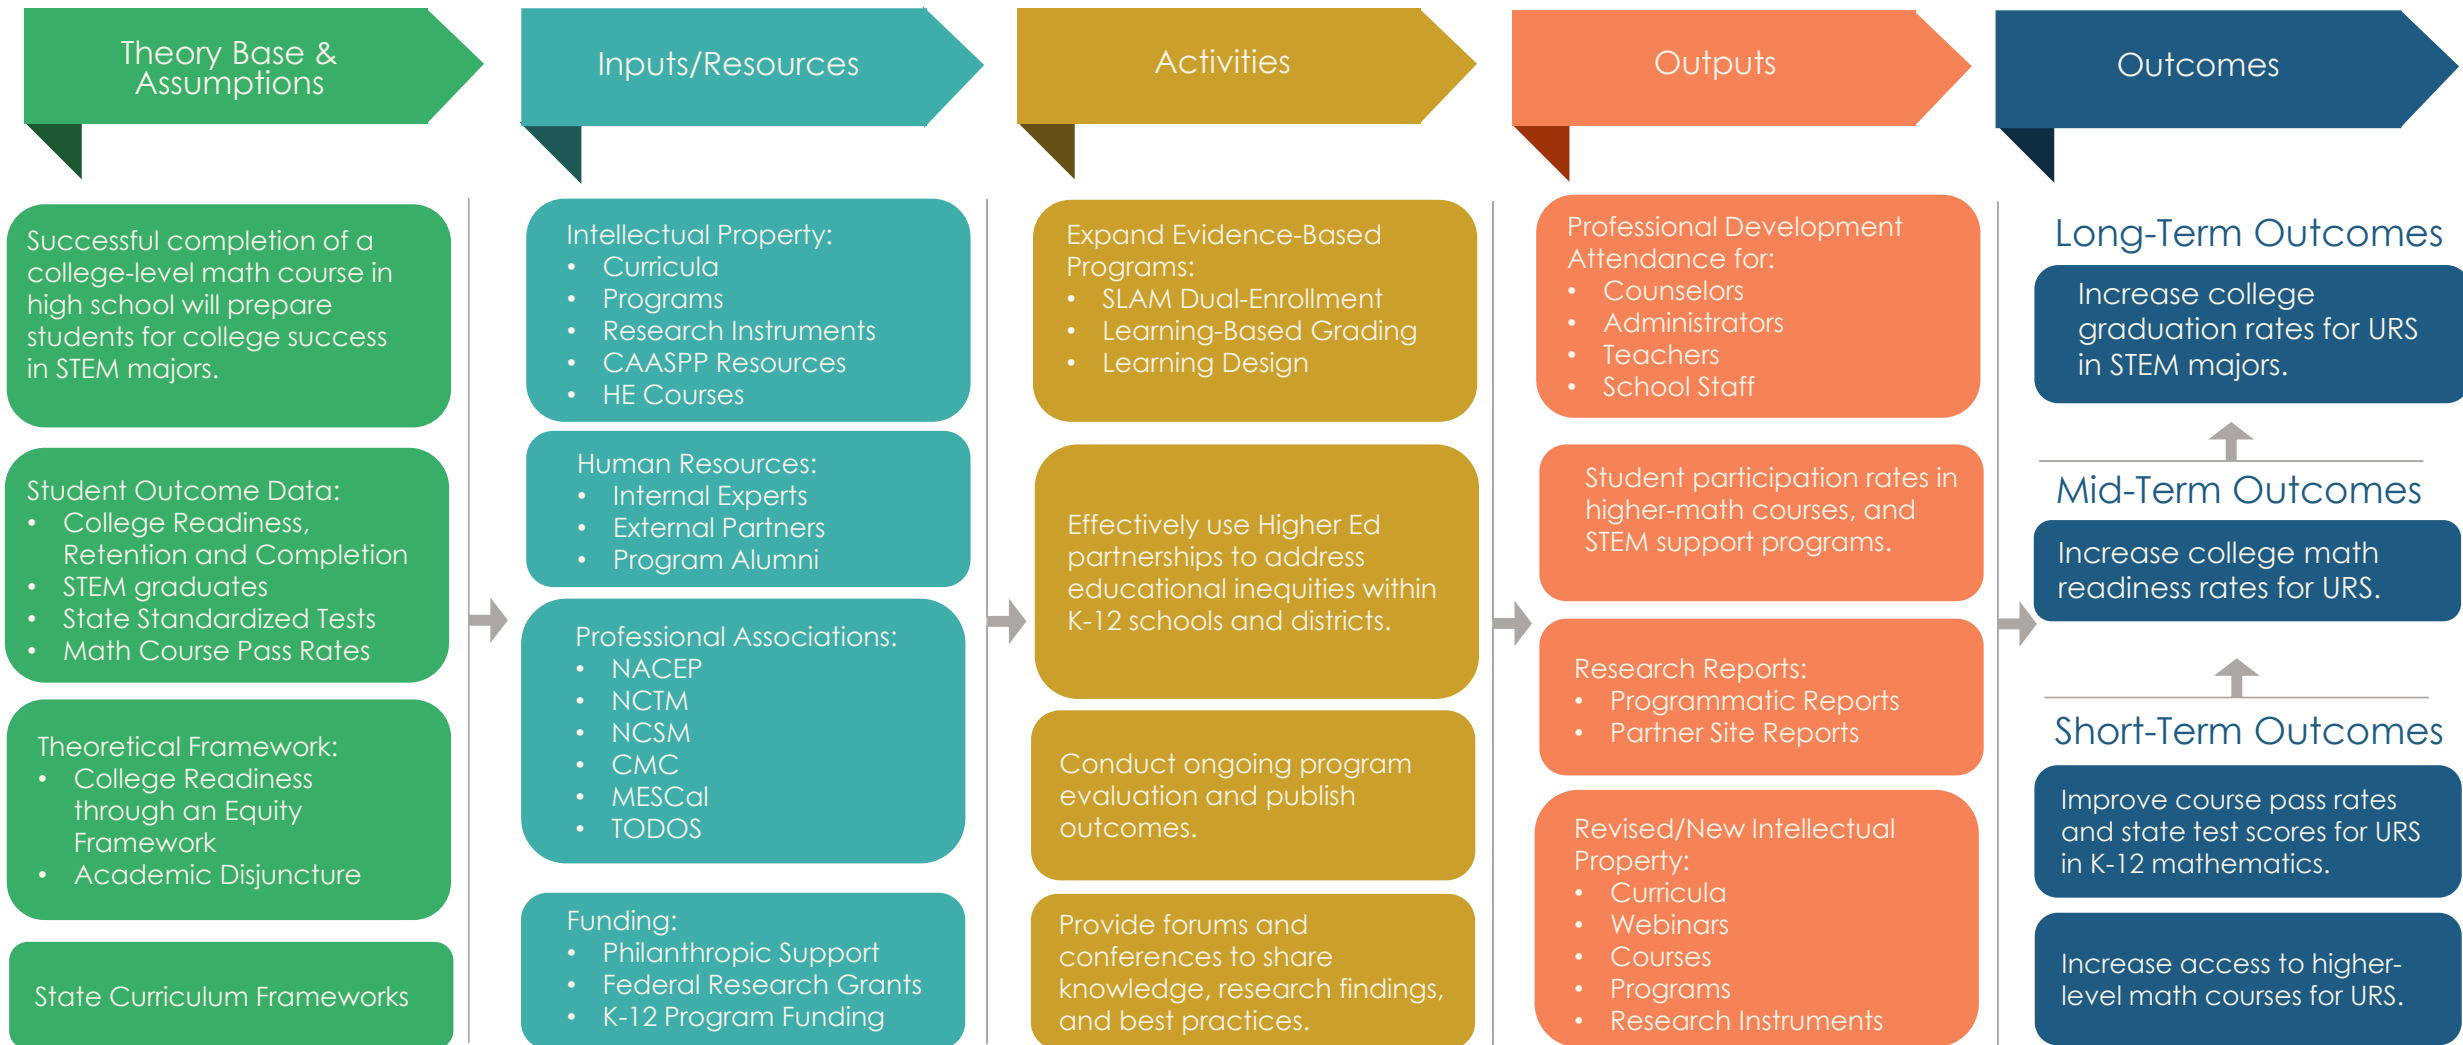 Theory Base &
Assumptions
Inputs/Resources
Activities
Outputs
Outcomes
Successful completion of a
college-level math course in
high school will prepare
students for college success
in STEM majors.
Student Outcome Data:
• College Readiness,
Retention and Completion
• STEM graduates
• State Standardized Tests
• Math Course Pass Rates
Theoretical Framework:
• College Readiness
through an Equity
Framework
• Academic Disjuncture
State Curriculum Frameworks
Intellectual Property:
• Curricula
• Programs
• Research Instruments
• CAASPP Resources
• HE Courses
Human Resources:
• Internal Experts
• External Partners
• Program Alumni
Professional Associations:
• NACEP
• NCTM
• NCSM
• CMC
• MESCal
• TODOS
Funding:
• Philanthropic Support
• Federal Research Grants
• K-12 Program Funding
Expand Evidence-Based
Programs:
• SLAM Dual-Enrollment
• Learning-Based Grading
• Learning Design
Effectively use Higher Ed
partnerships to address
educational inequities within
K-12 schools and districts.
Conduct ongoing program
evaluation and publish
outcomes.
Provide forums and
conferences to share
knowledge, research findings,
and best practices.
Professional Development
Attendance for:
• Counselors
• Administrators
• Teachers
• School Staff
Student participation rates in
higher-math courses, and
STEM support programs.
Research Reports:
• Programmatic Reports
• Partner Site Reports
Revised/New Intellectual
Property:
• Curricula
• Webinars
• Courses
• Programs
• Research Instruments
Long-Term Outcomes
Increase college
graduation rates for URS
in STEM majors.
Mid-Term Outcomes
Increase college math
readiness rates for URS.
Short-Term Outcomes
Improve course pass rates
and state test scores for URS
in K-12 mathematics.
Increase access to higher-
level math courses for URS.